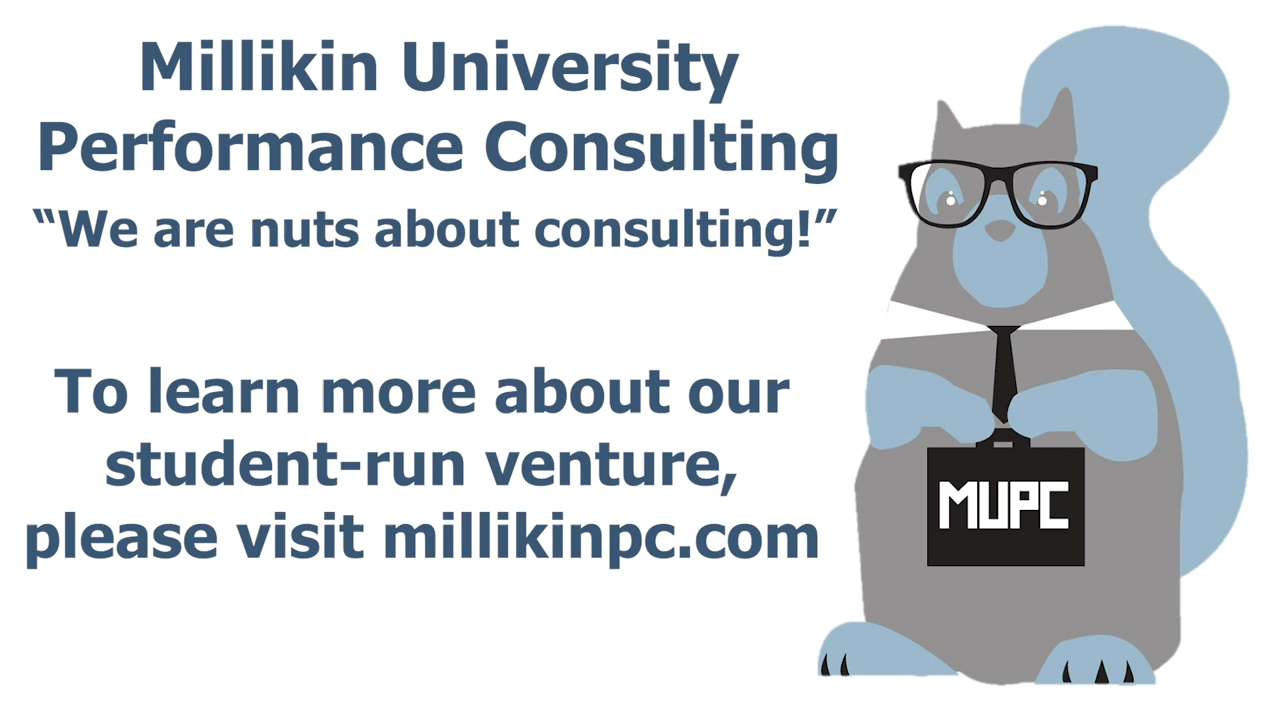 Millikin University
Performance Consulting
“We are nuts about consulting!”
To learn more about our
student-run venture,
please visit millikinpc.com
MUPC